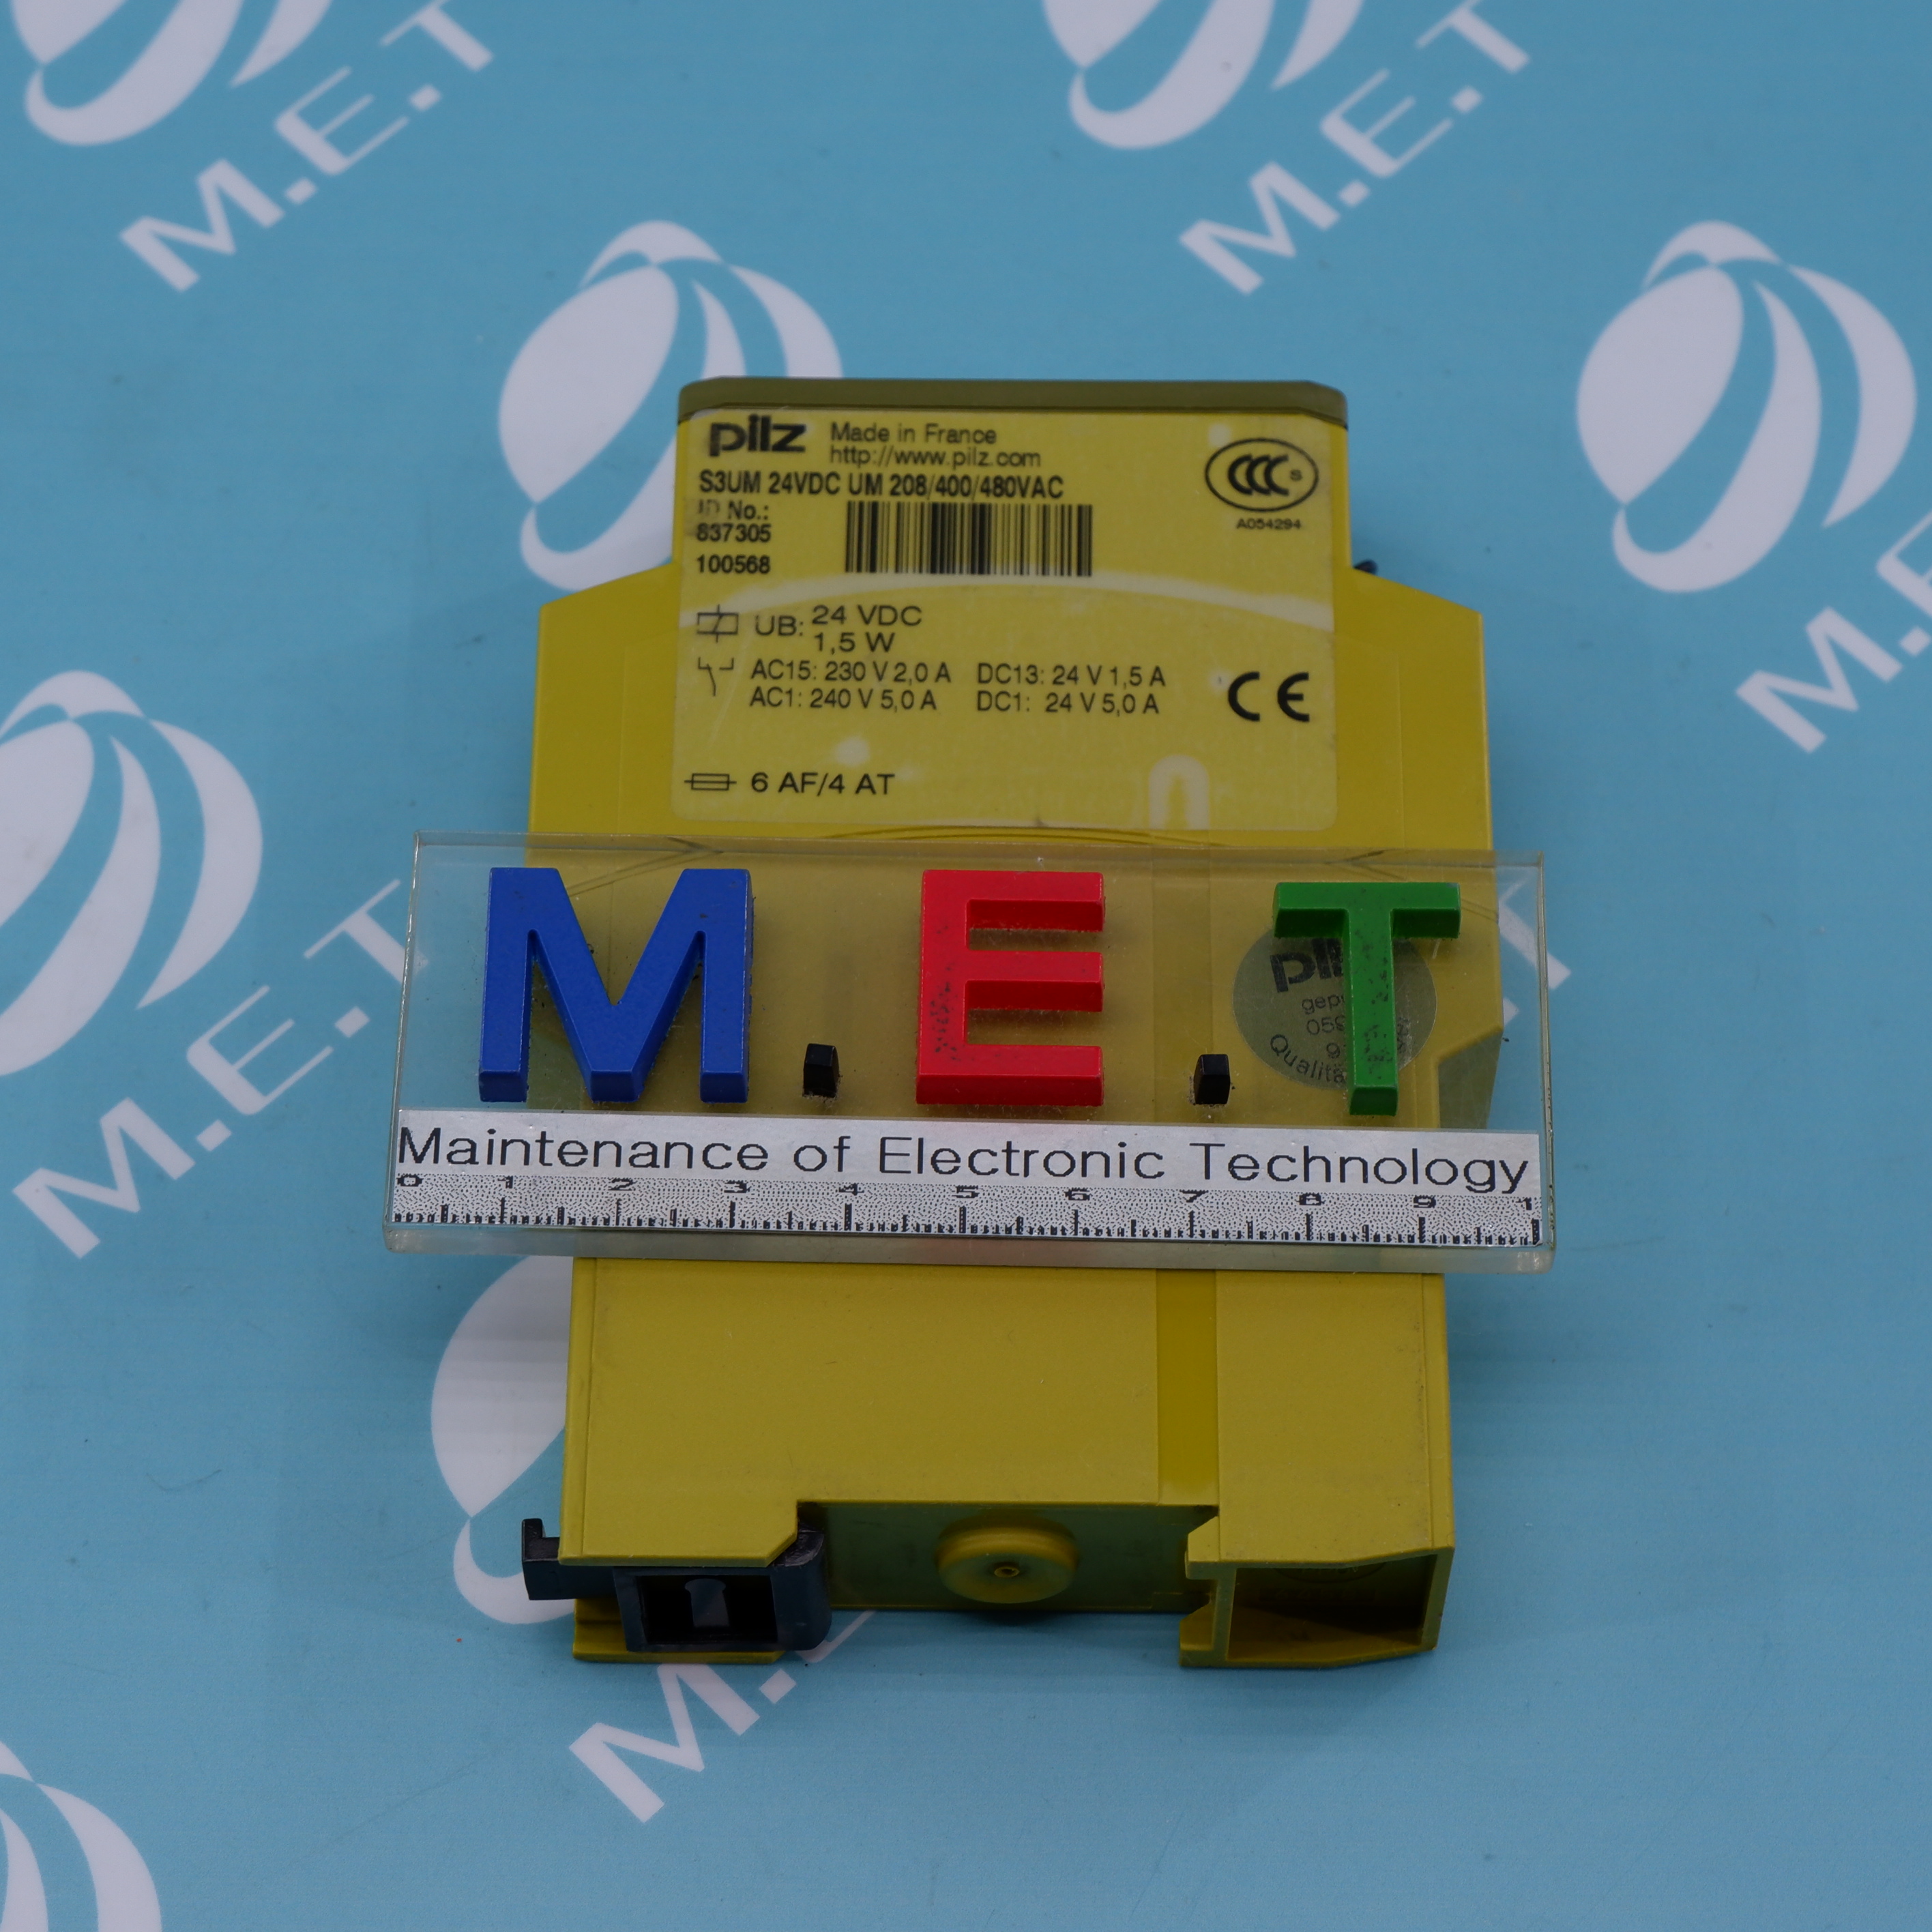 pilz Made in France
http://www.pilz.com
S3UM 24VDC UM 208/400/480VAC
ID No.:
837305
100568
CCC S
A054294
UB: 24 VDC
1,5 W
AC15: 230 V 2,0 A DC13: 24 V 1,5 A
AC1: 240 V 5,0 A DC1: 24 V 5,0 A
CE
6 AF/4 AT
M.E.T
Maintenance of Electronic Technology
0 1 2 3 4 5 6 7 8 9 1
M.E.T
M.E.T
M.E.T